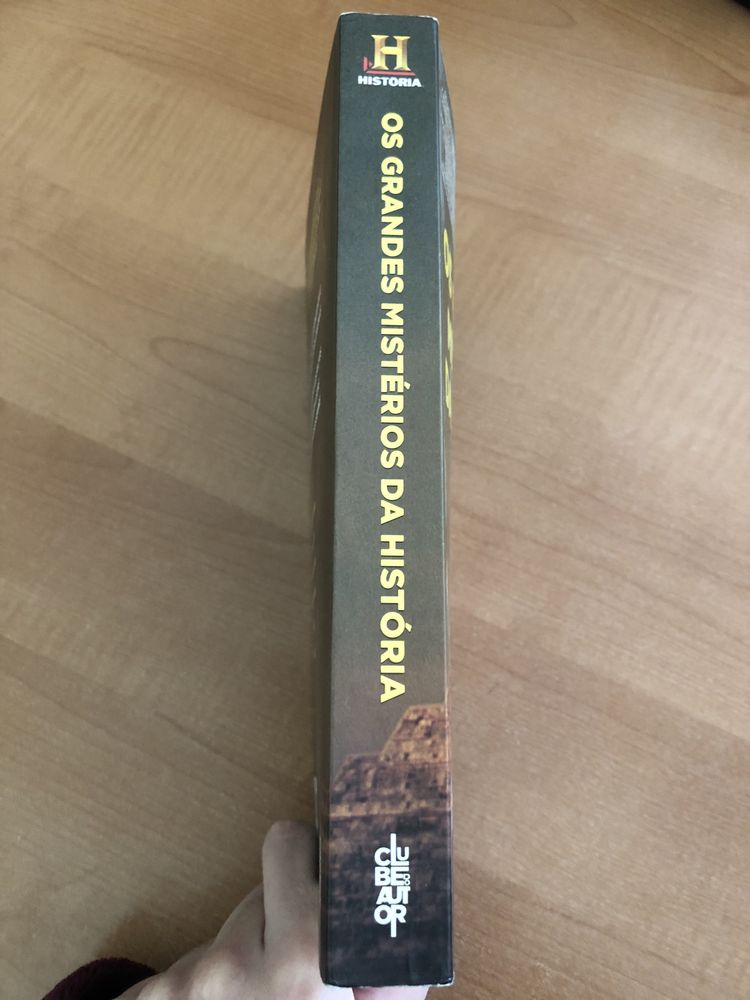 H
HISTÓRIA
OS GRANDES MISTÉRIOS DA HISTÓRIA
CLUBE DO AUTOR